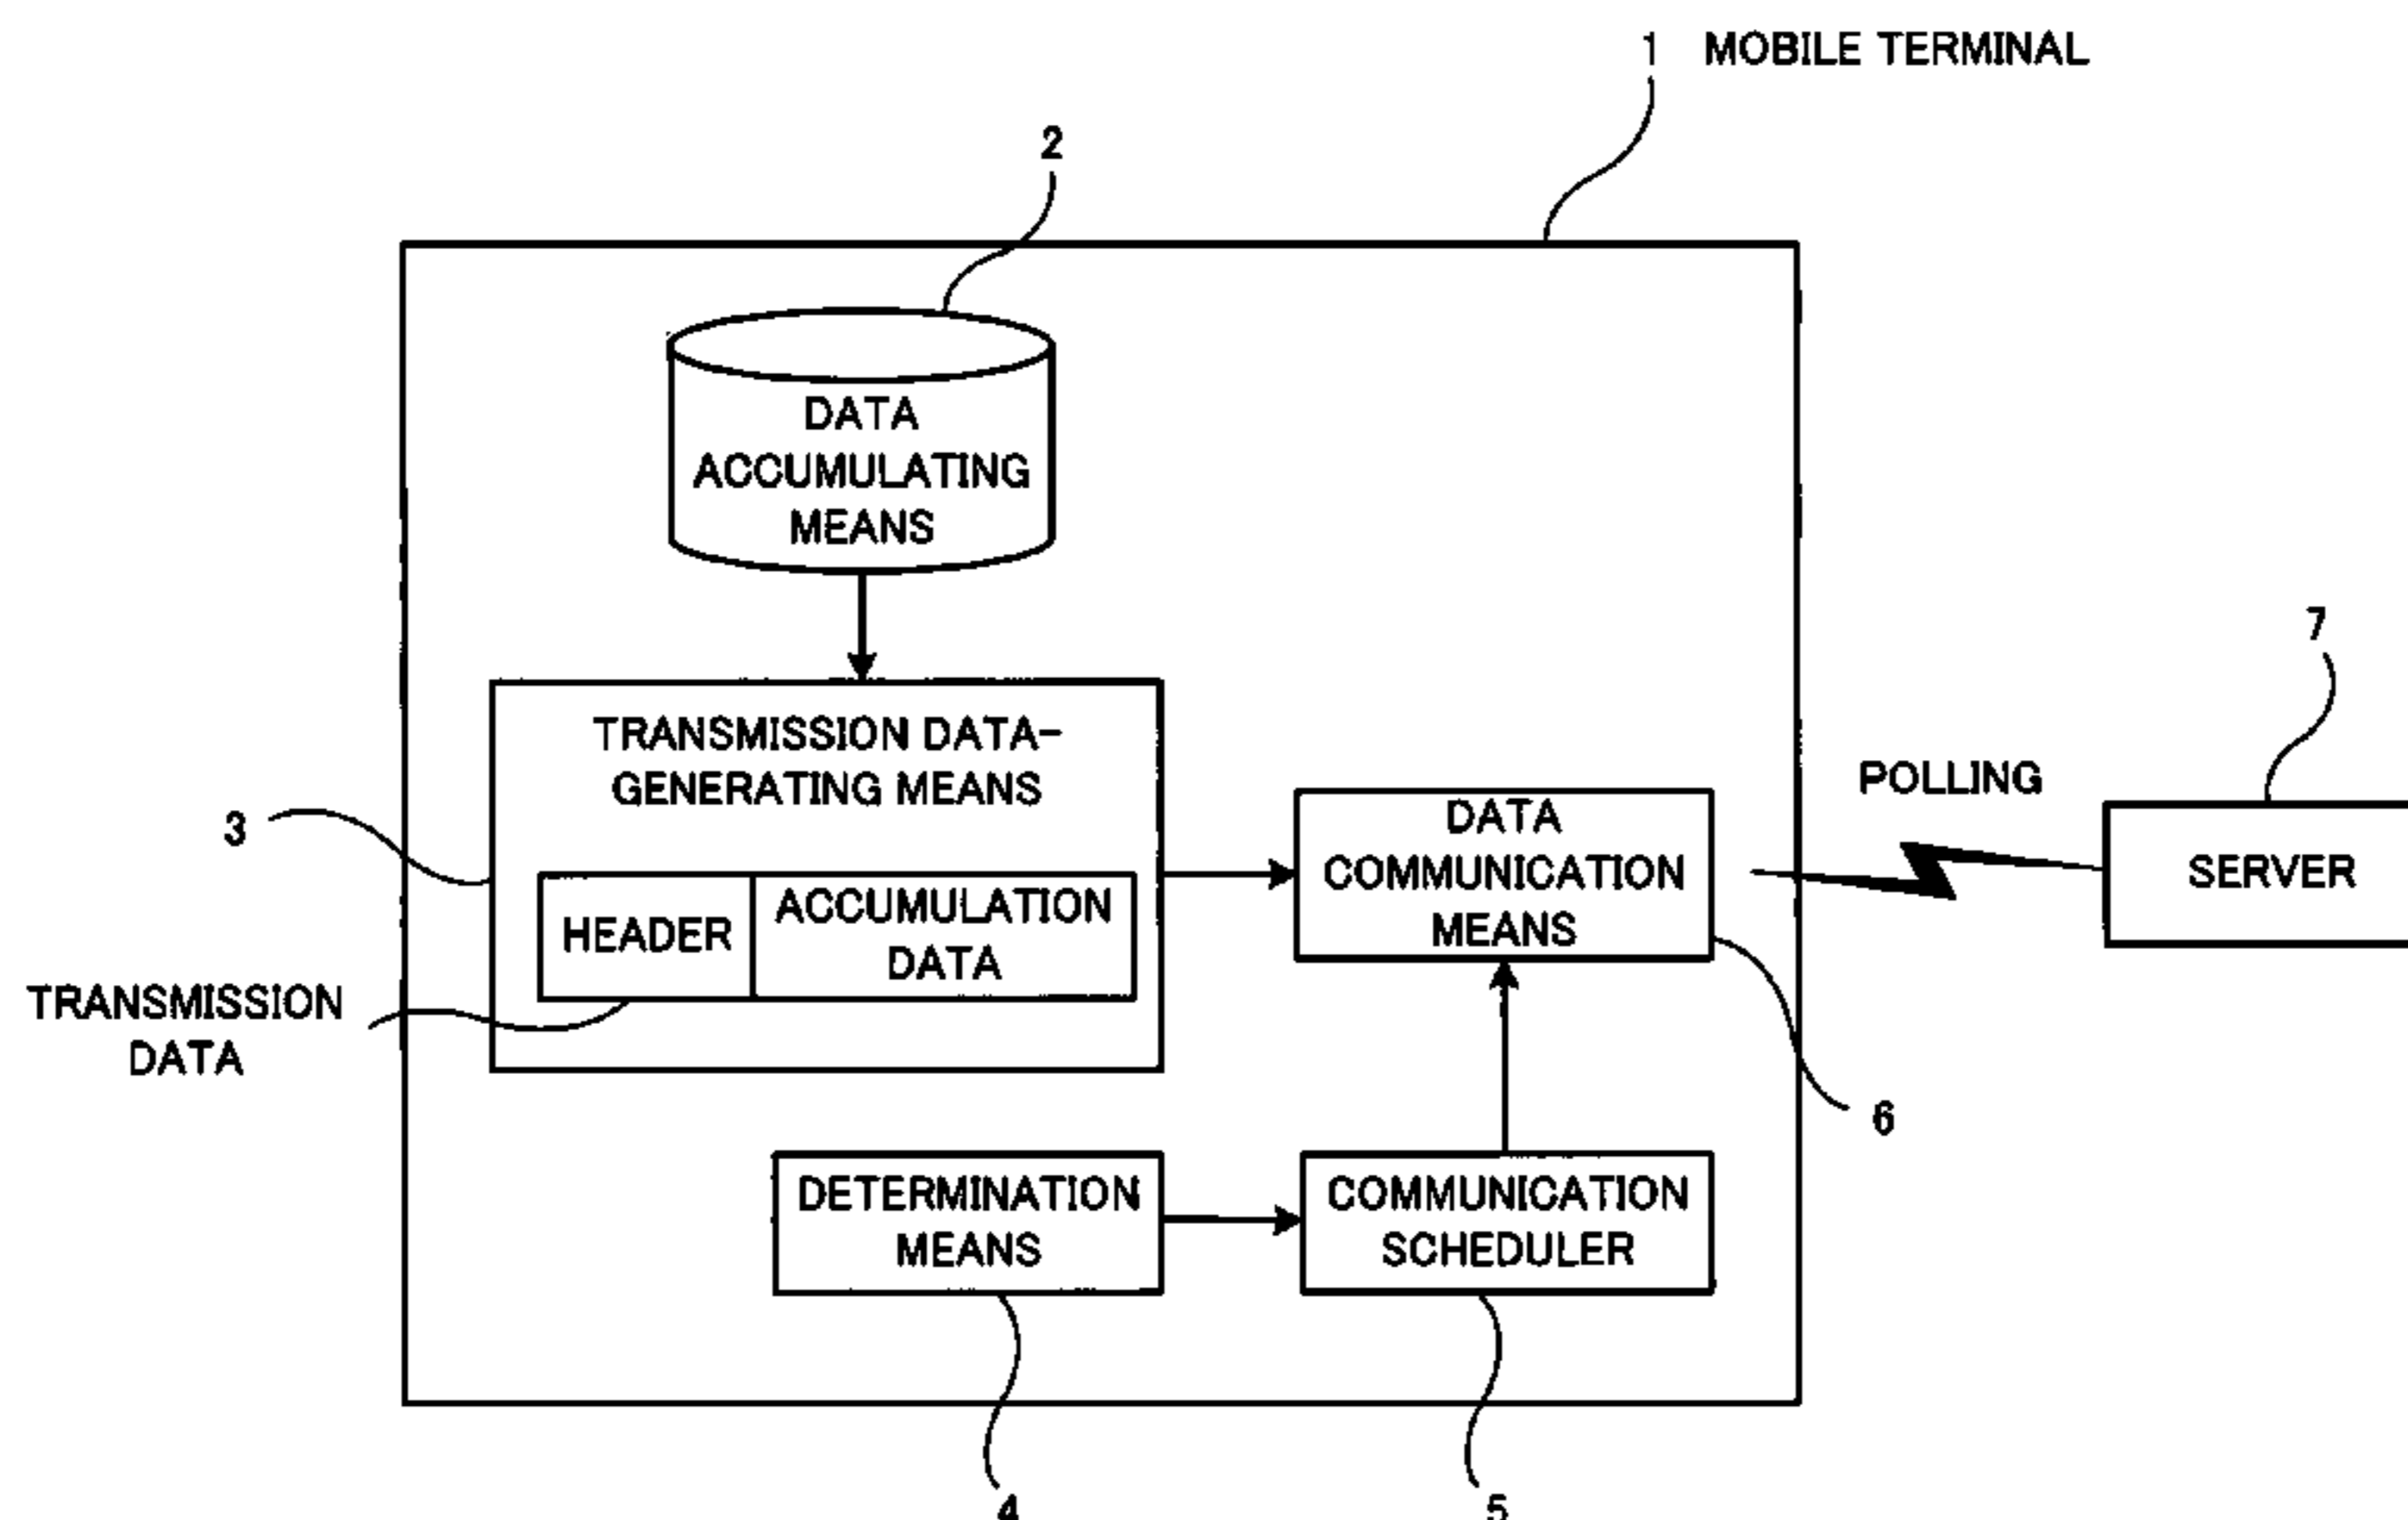 1 MOBILE TERMINAL
2
DATA
ACCUMULATING
MEANS
7
TRANSMISSION DATA-
GENERATING MEANS
POLLING
3
DATA
COMMUNICATION
MEANS
SERVER
HEADER
ACCUMULATION
DATA
TRANSMISSION
DATA
6
DETERMINATION
MEANS
COMMUNICATION
SCHEDULER
4
5